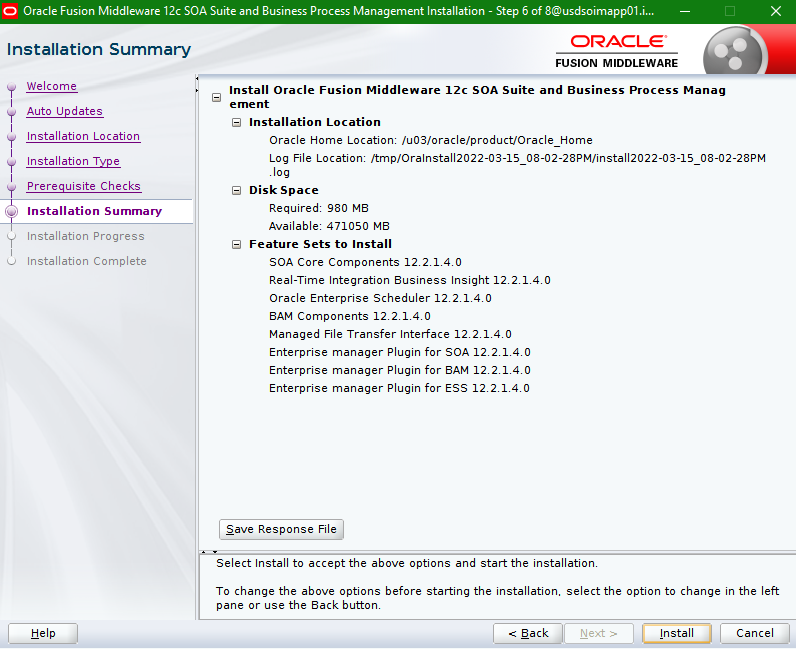 Oracle Fusion Middleware 12c SOA Suite and Business Process Management Installation - Step 6 of 8@usdsoimapp01.i...
Installation Summary
ORACLE
FUSION MIDDLEWARE
Welcome
Auto Updates
Installation Location
Installation Type
Prerequisite Checks
Installation Summary
Installation Progress
Installation Complete
Install Oracle Fusion Middleware 12c SOA Suite and Business Process Manag
ement
Installation Location
Oracle Home Location: /u03/oracle/product/Oracle_Home
Log File Location: /tmp/OraInstall2022-03-15_08-02-28PM/install2022-03-15_08-02-28PM
.log
Disk Space
Required: 980 MB
Available: 471050 MB
Feature Sets to Install
SOA Core Components 12.2.1.4.0
Real-Time Integration Business Insight 12.2.1.4.0
Oracle Enterprise Scheduler 12.2.1.4.0
BAM Components 12.2.1.4.0
Managed File Transfer Interface 12.2.1.4.0
Enterprise manager Plugin for SOA 12.2.1.4.0
Enterprise manager Plugin for BAM 12.2.1.4.0
Enterprise manager Plugin for ESS 12.2.1.4.0
Save Response File
Select Install to accept the above options and start the installation.
To change the above options before starting the installation, select the option to change in the left
pane or use the Back button.
Help
< Back
Next >
Install
Cancel